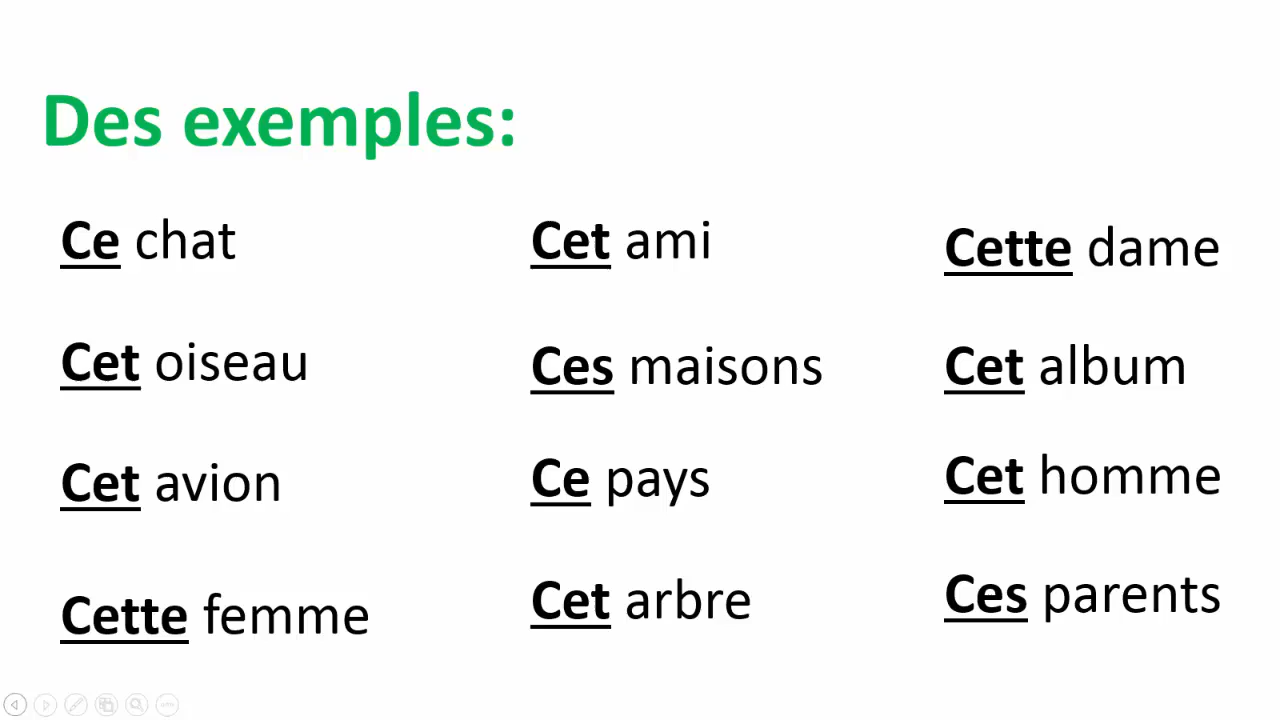 Des exemples:
Ce chat
Cet oiseau
Cet avion
Cette femme
Cet ami
Ces maisons
Ce pays
Cet arbre
Cette dame
Cet album
Cet homme
Ces parents